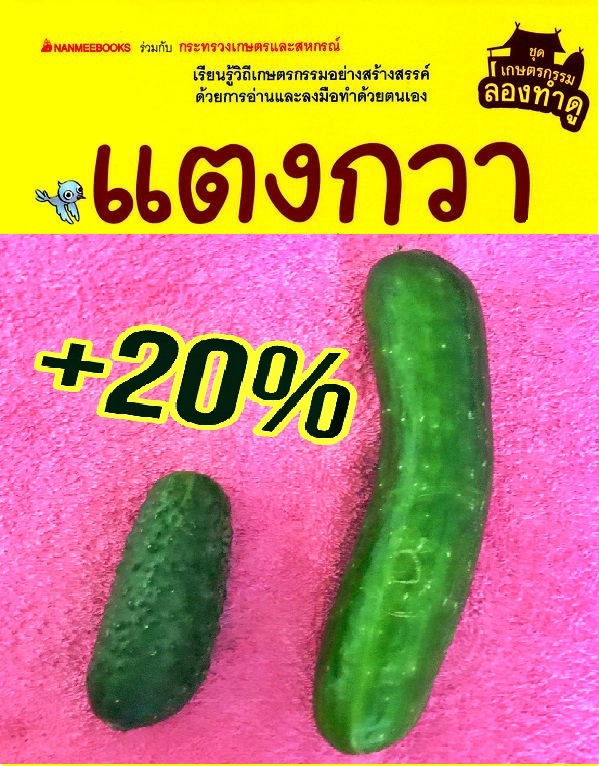 NANMEEBOOKS ร่วมกับ กระทรวงเกษตรและสหกรณ์
เรียนรู้วิถีเกษตรกรรมอย่างสร้างสรรค์
ด้วยการอ่านและลงมือทำด้วยตนเอง
ชุด
เกษตรกรรม
ลองทำดู
แตงกวา
+20%